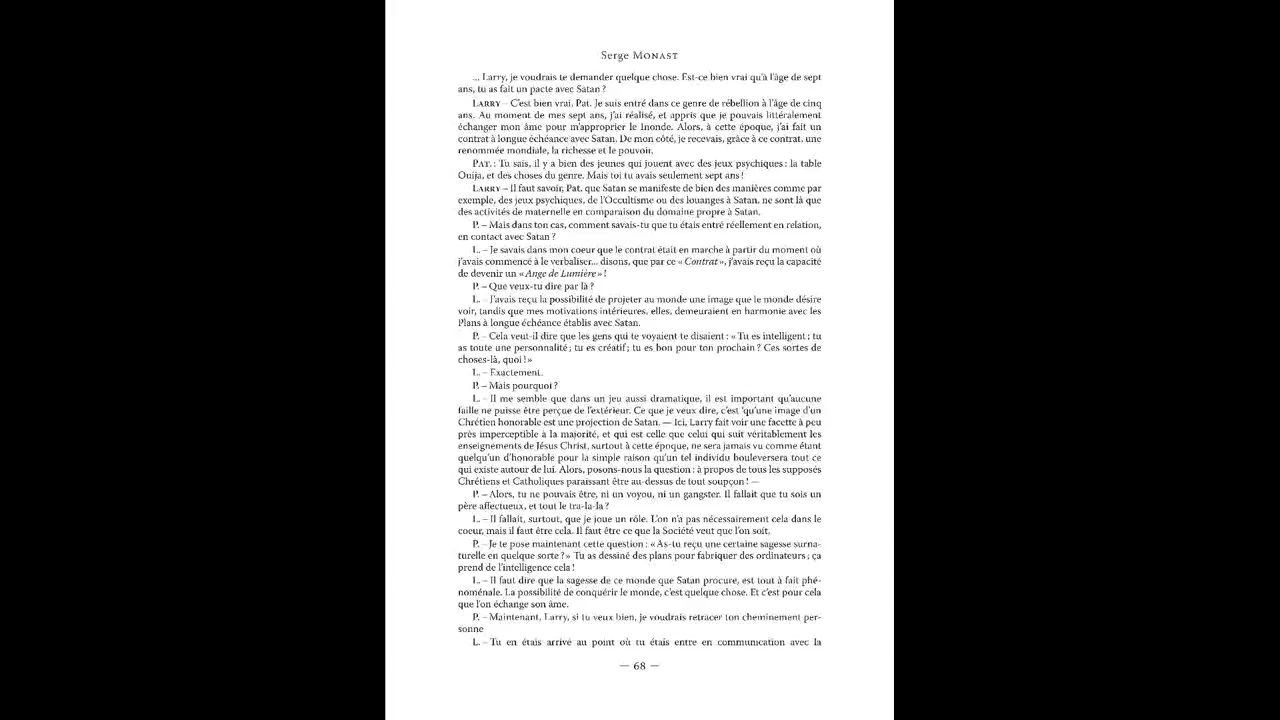 Serge Monast
... Larry, je voudrais te demander quelque chose. Est-ce bien vrai qu'à l'âge de sept
ans, tu as fait un pacte avec Satan ?
Larry – C'est bien vrai, Pat. Je suis entré dans ce genre de rébellion à l'âge de cinq
ans. Au moment de mes sept ans, j'ai réalisé, et appris que je pouvais littéralement
échanger mon âme pour m'approprier le Inonde. Alors, à cette époque, j'ai fait un
contrat à longue échéance avec Satan. De mon côté, je recevais, grâce à ce contrat, une
renommée mondiale, la richesse et le pouvoir.
Pat. : Tu sais, il y a bien des jeunes qui jouent avec des jeux psychiques : la table
Ouija, et des choses du genre. Mais toi tu avais seulement sept ans !
Larry – Il faut savoir, Pat, que Satan se manifeste de bien des manières comme par
exemple, des jeux psychiques, de l'Occultisme ou des louanges à Satan, ne sont là que
des activités de maternelle en comparaison du domaine propre à Satan.
P. – Mais dans ton cas, comment savais-tu que tu étais entré réellement en relation,
en contact avec Satan ?
L. – Je savais dans mon coeur que le contrat était en marche à partir du moment où
j'avais commencé à le verbaliser... disons, que par ce « Contrat », j'avais reçu la capacité
de devenir un « Ange de Lumière » !
P. – Que veux-tu dire par là ?
L. – J'avais reçu la possibilité de projeter au monde une image que le monde désire
voir, tandis que mes motivations intérieures, elles, demeuraient en harmonie avec les
Plans à longue échéance établis avec Satan.
P. – Cela veut-il dire que les gens qui te voyaient te disaient : « Tu es intelligent ; tu
as toute une personnalité ; tu es créatif ; tu es bon pour ton prochain ? Ces sortes de
choses-là, quoi ! »
L. – Exactement.
P. – Mais pourquoi ?
L. – Il me semble que dans un jeu aussi dramatique, il est important qu'aucune
faille ne puisse être perçue de l'extérieur. Ce que je veux dire, c'est 'qu'une image d'un
Chrétien honorable est une projection de Satan. — Ici, Larry fait voir une facette à peu
près imperceptible à la majorité, et qui est celle que celui qui suit véritablement les
enseignements de Jésus Christ, surtout à cette époque, ne sera jamais vu comme étant
quelqu'un d'honorable pour la simple raison qu'un tel individu bouleversera tout ce
qui existe autour de lui. Alors, posons-nous la question : à propos de tous les supposés
Chrétiens et Catholiques paraissant être au-dessus de tout soupçon ! —
P. – Alors, tu ne pouvais être, ni un voyou, ni un gangster. Il fallait que tu sois un
père affectueux, et tout le tra-la-la ?
L. – Il fallait, surtout, que je joue un rôle. L'on n'a pas nécessairement cela dans le
coeur, mais il faut être cela. Il faut être ce que la Société veut que l'on soit.
P. – Je te pose maintenant cette question : « As-tu reçu une certaine sagesse surna-
turelle en quelque sorte ? » Tu as dessiné des plans pour fabriquer des ordinateurs ; ça
prend de l'intelligence cela !
L. – Il faut dire que la sagesse de ce monde que Satan procure, est tout à fait phé-
noménale. La possibilité de conquérir le monde, c'est quelque chose. Et c'est pour cela
que l'on échange son âme.
P. – Maintenant, Larry, si tu veux bien, je voudrais retracer ton cheminement per-
sonne
L. – Tu en étais arrivé au point où tu étais entre en communication avec la
— 68 —